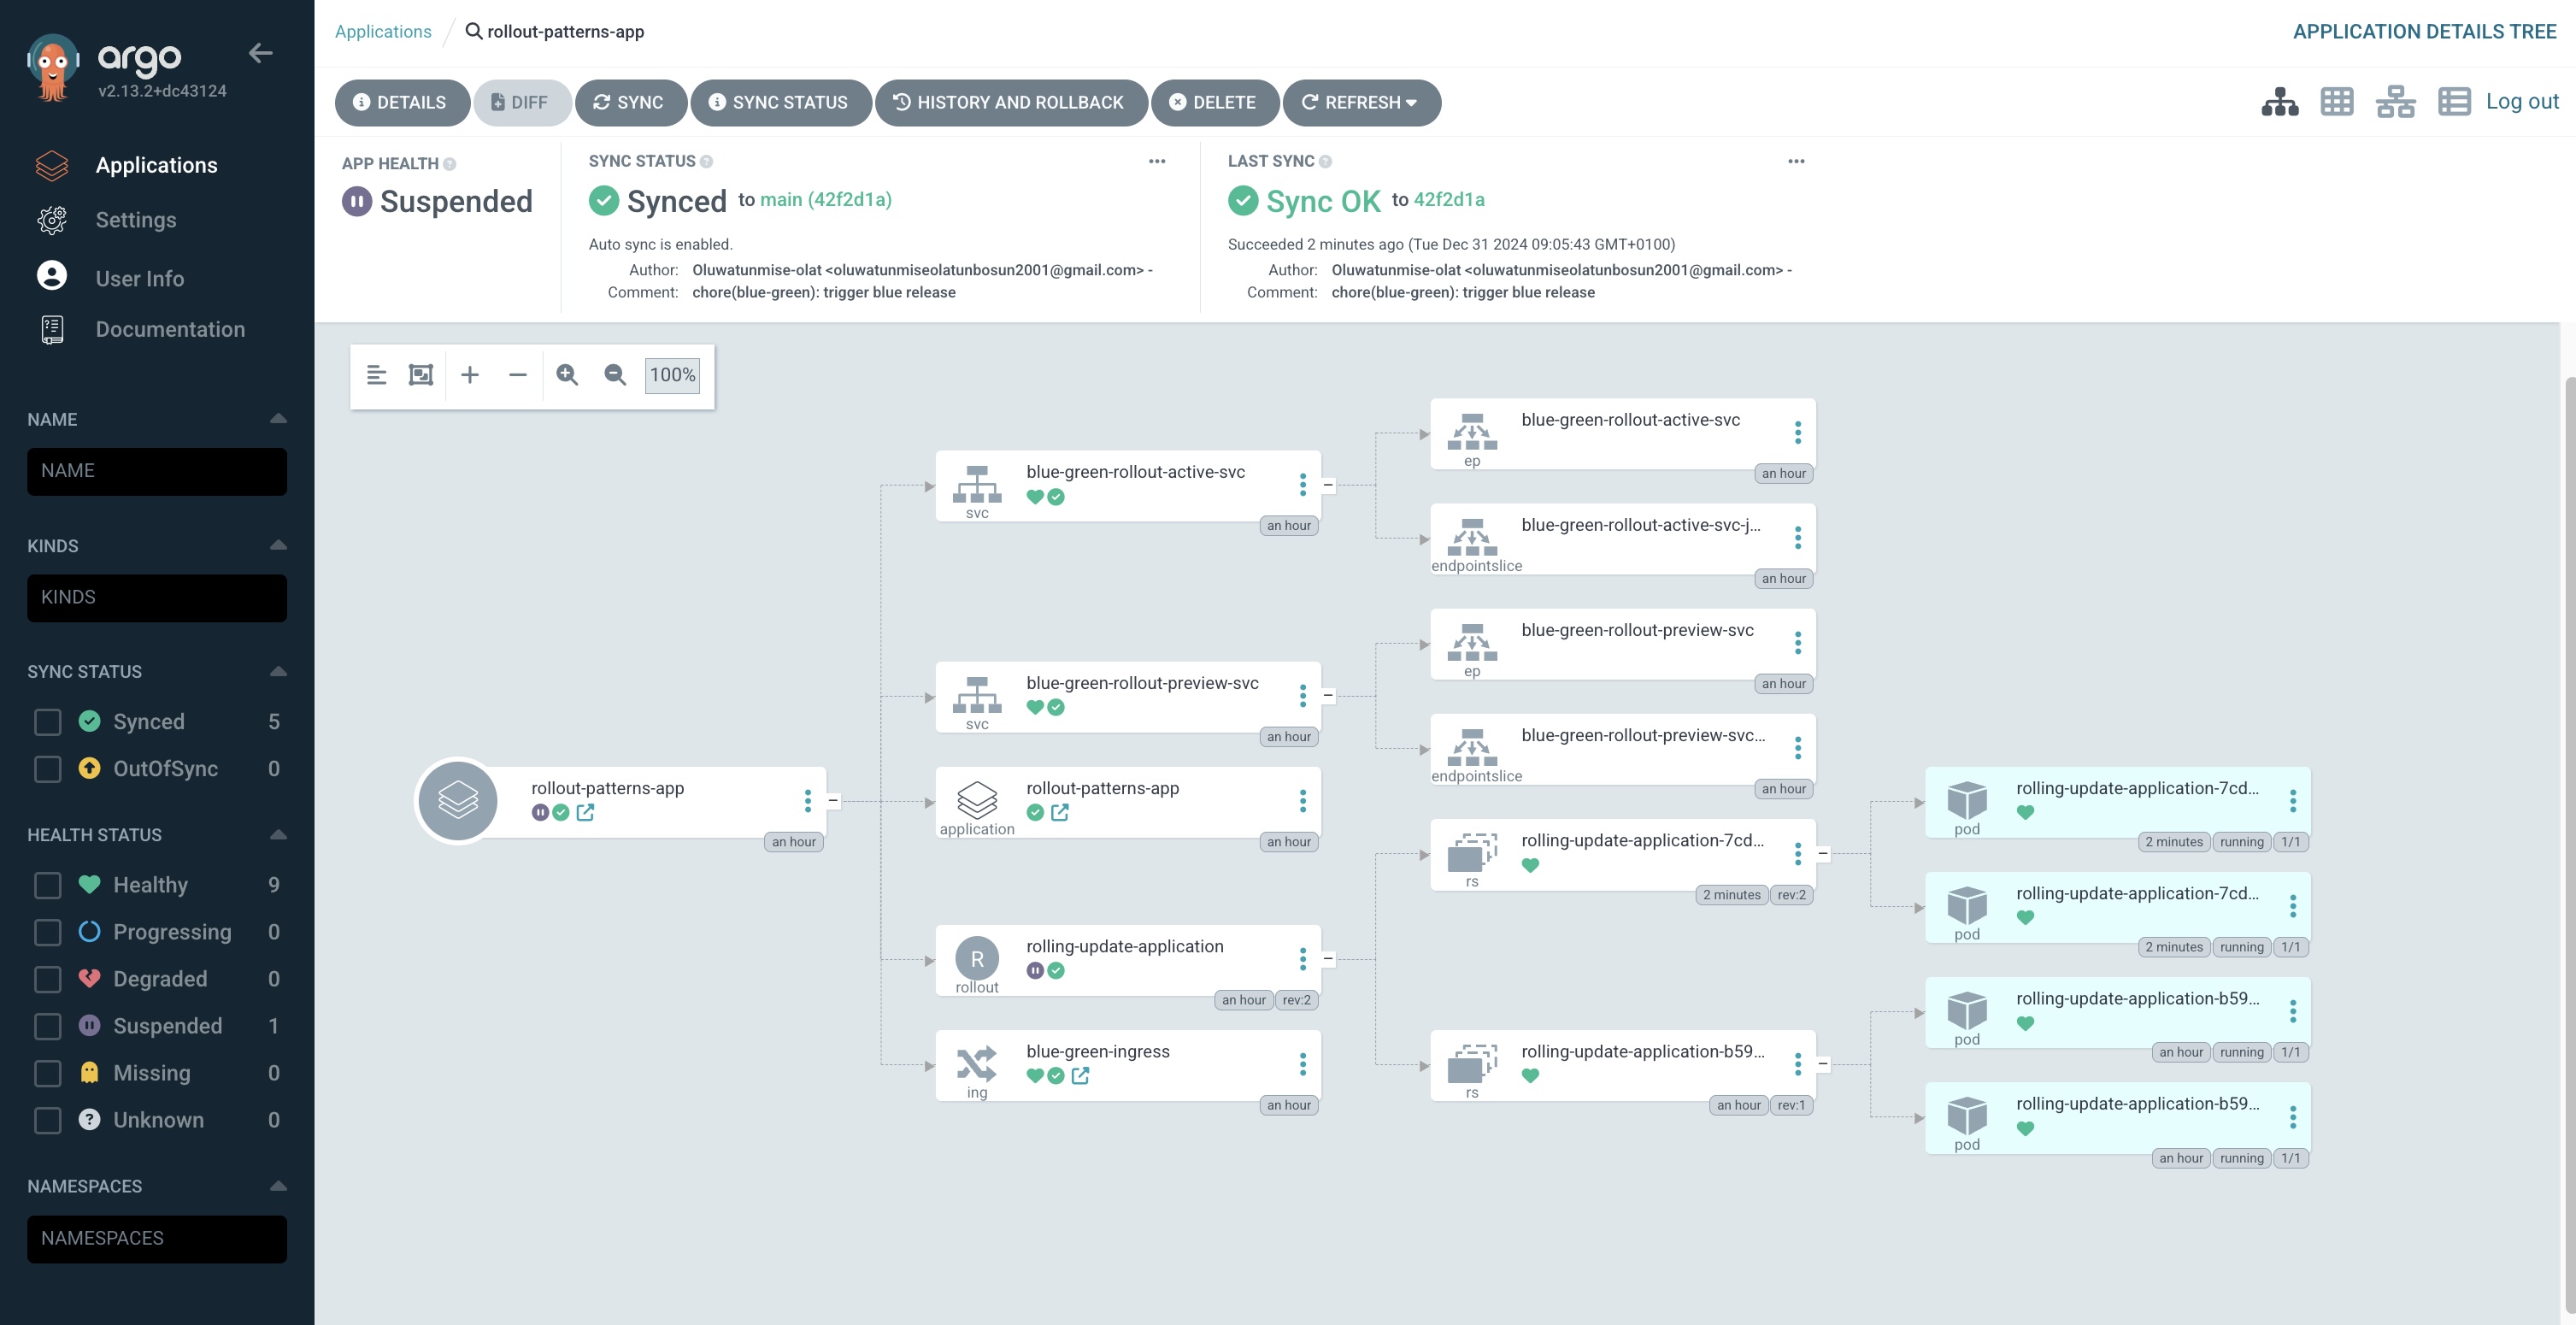 argo
v2.13.2+dc43124
Applications
Settings
User Info
Documentation
NAME
NAME
KINDS
KINDS
SYNC STATUS
Synced 5
OutOfSync 0
HEALTH STATUS
Healthy 9
Progressing 0
Degraded 0
Suspended 1
Missing 0
Unknown 0
NAMESPACES
NAMESPACES
Applications / rollout-patterns-app
APPLICATION DETAILS TREE
DETAILS DIFF SYNC SYNC STATUS HISTORY AND ROLLBACK DELETE REFRESH
Log out
APP HEALTH
Suspended
SYNC STATUS
Synced to main (42f2d1a)
Auto sync is enabled.
Author: Oluwatunmise-olat <oluwatunmiseolatunbosun2001@gmail.com> -
Comment: chore(blue-green): trigger blue release
LAST SYNC
Sync OK to 42f2d1a
Succeeded 2 minutes ago (Tue Dec 31 2024 09:05:43 GMT+0100)
Author: Oluwatunmise-olat <oluwatunmiseolatunbosun2001@gmail.com> -
Comment: chore(blue-green): trigger blue release
100%
rollout-patterns-app
an hour
blue-green-rollout-active-svc
svc
an hour
blue-green-rollout-preview-svc
svc
an hour
rollout-patterns-app
application
an hour
R
rolling-update-application
rollout
an hour rev:2
blue-green-ingress
ing
an hour
blue-green-rollout-active-svc
ep
an hour
blue-green-rollout-active-svc-j...
endpointslice
an hour
blue-green-rollout-preview-svc
ep
an hour
blue-green-rollout-preview-svc...
endpointslice
an hour
rolling-update-application-7cd...
rs
2 minutes rev:2
rolling-update-application-b59...
rs
an hour rev:1
rolling-update-application-7cd...
pod
2 minutes running 1/1
rolling-update-application-7cd...
pod
2 minutes running 1/1
rolling-update-application-b59...
pod
an hour running 1/1
rolling-update-application-b59...
pod
an hour running 1/1